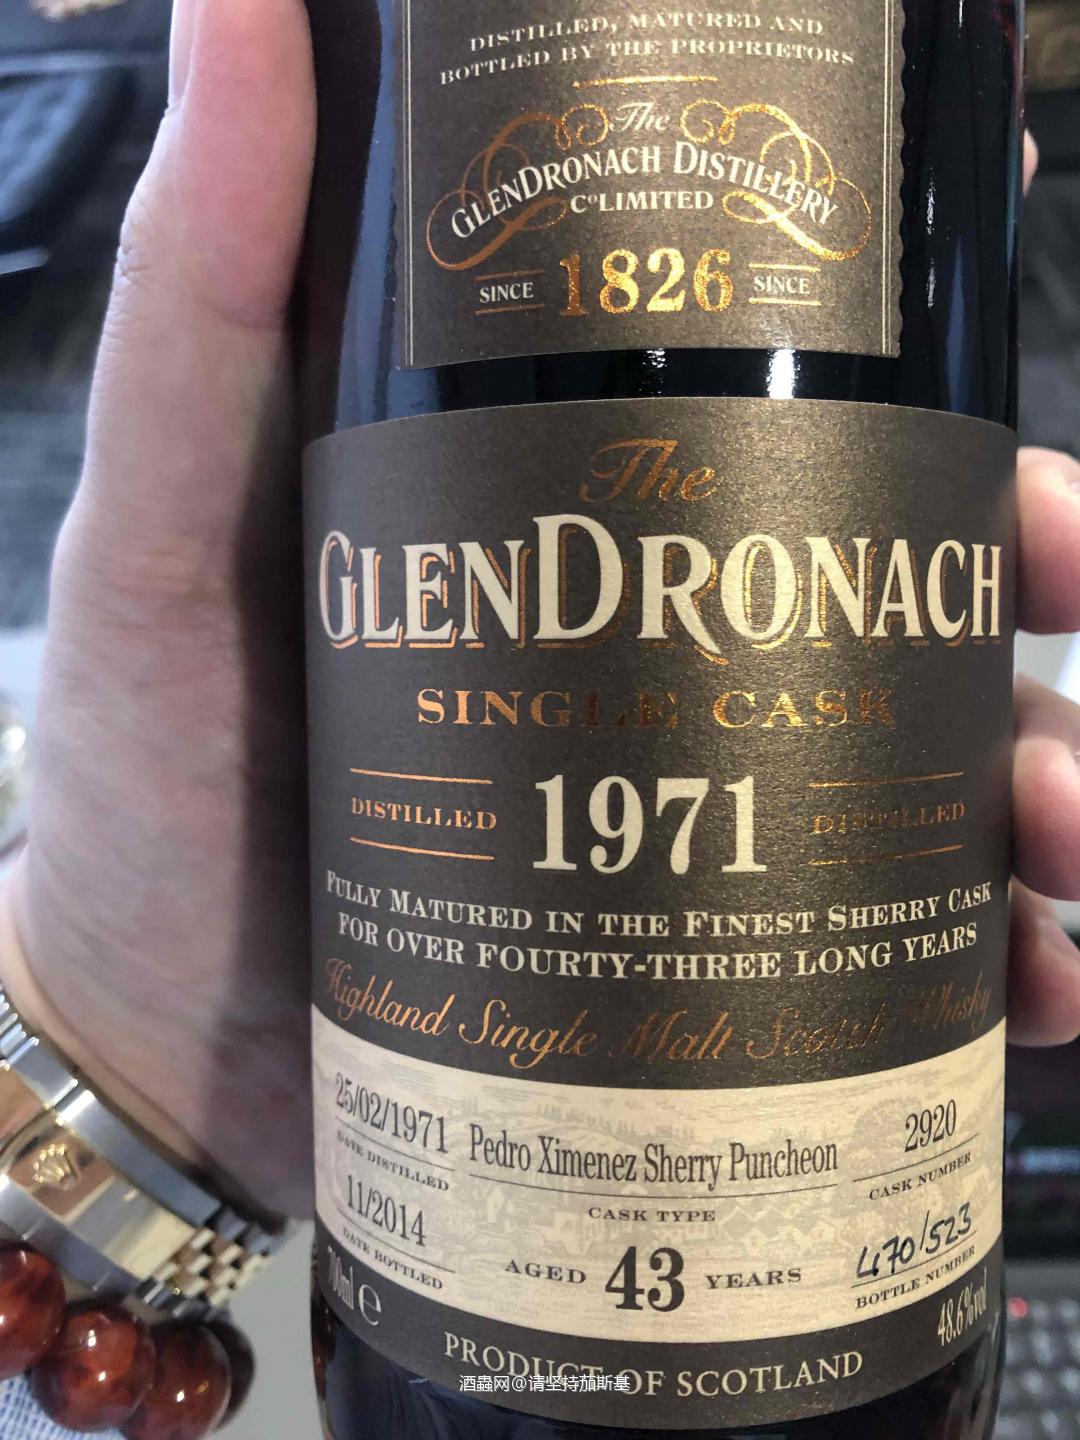 DISTILLED, MATURED AND
BOTTLED BY THE PROPRIETORS
The
GLENDRONACH DISTILLERY
Cº LIMITED
SINCE 1826 SINCE
The
GLENDRONACH
SINGLE CASK
DISTILLED 1971 DISTILLED
FULLY MATURED IN THE FINEST SHERRY CASK
FOR OVER FOURTY-THREE LONG YEARS
Highland Single Malt Scotch Whisky
25/02/1971
DATE DISTILLED
Pedro Ximenez Sherry Puncheon
CASK TYPE
2920
CASK NUMBER
11/2014
DATE BOTTLED
AGED 43 YEARS
470/523
BOTTLE NUMBER
700ml e
48.6%vol
PRODUCT OF SCOTLAND
酒蟲网@请坚持茄斯基